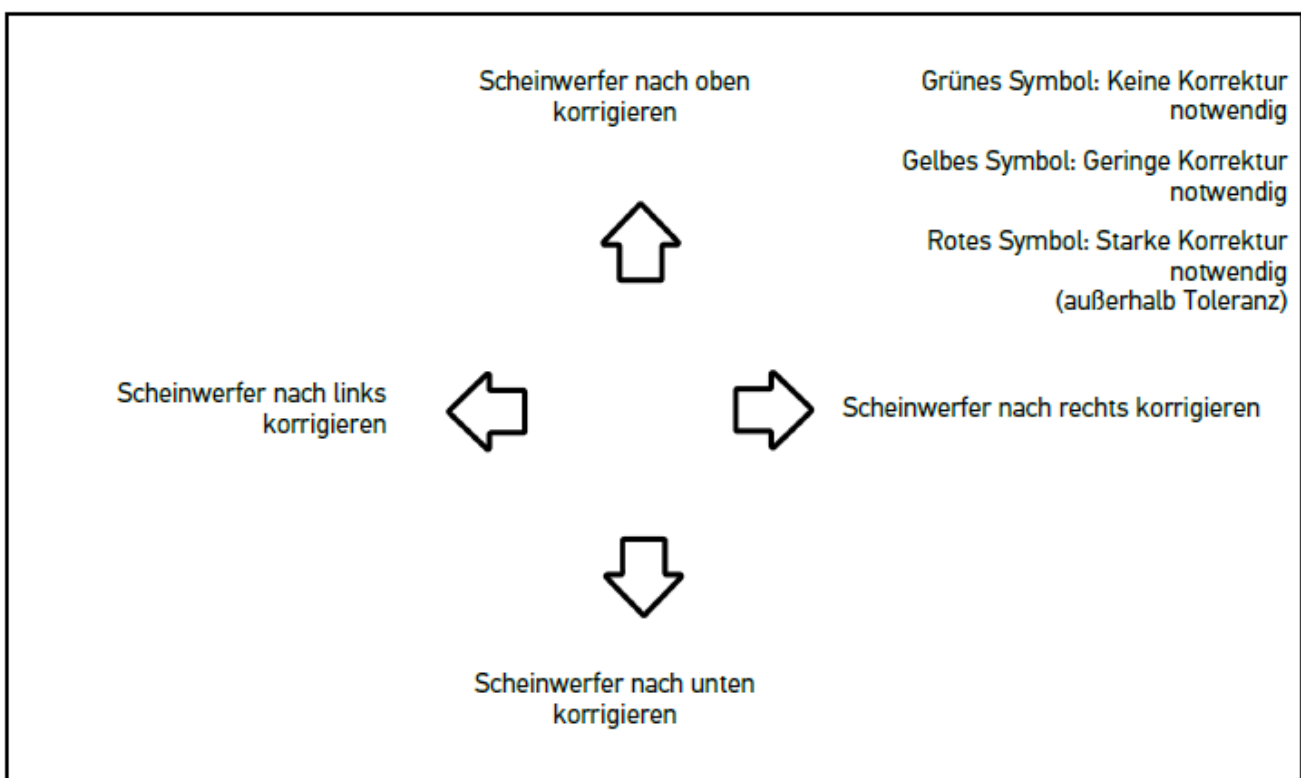 Scheinwerfer nach oben
korrigieren
Grünes Symbol: Keine Korrektur
notwendig
Gelbes Symbol: Geringe Korrektur
notwendig
Rotes Symbol: Starke Korrektur
notwendig
(außerhalb Toleranz)
Scheinwerfer nach links
korrigieren
Scheinwerfer nach rechts korrigieren
Scheinwerfer nach unten
korrigieren